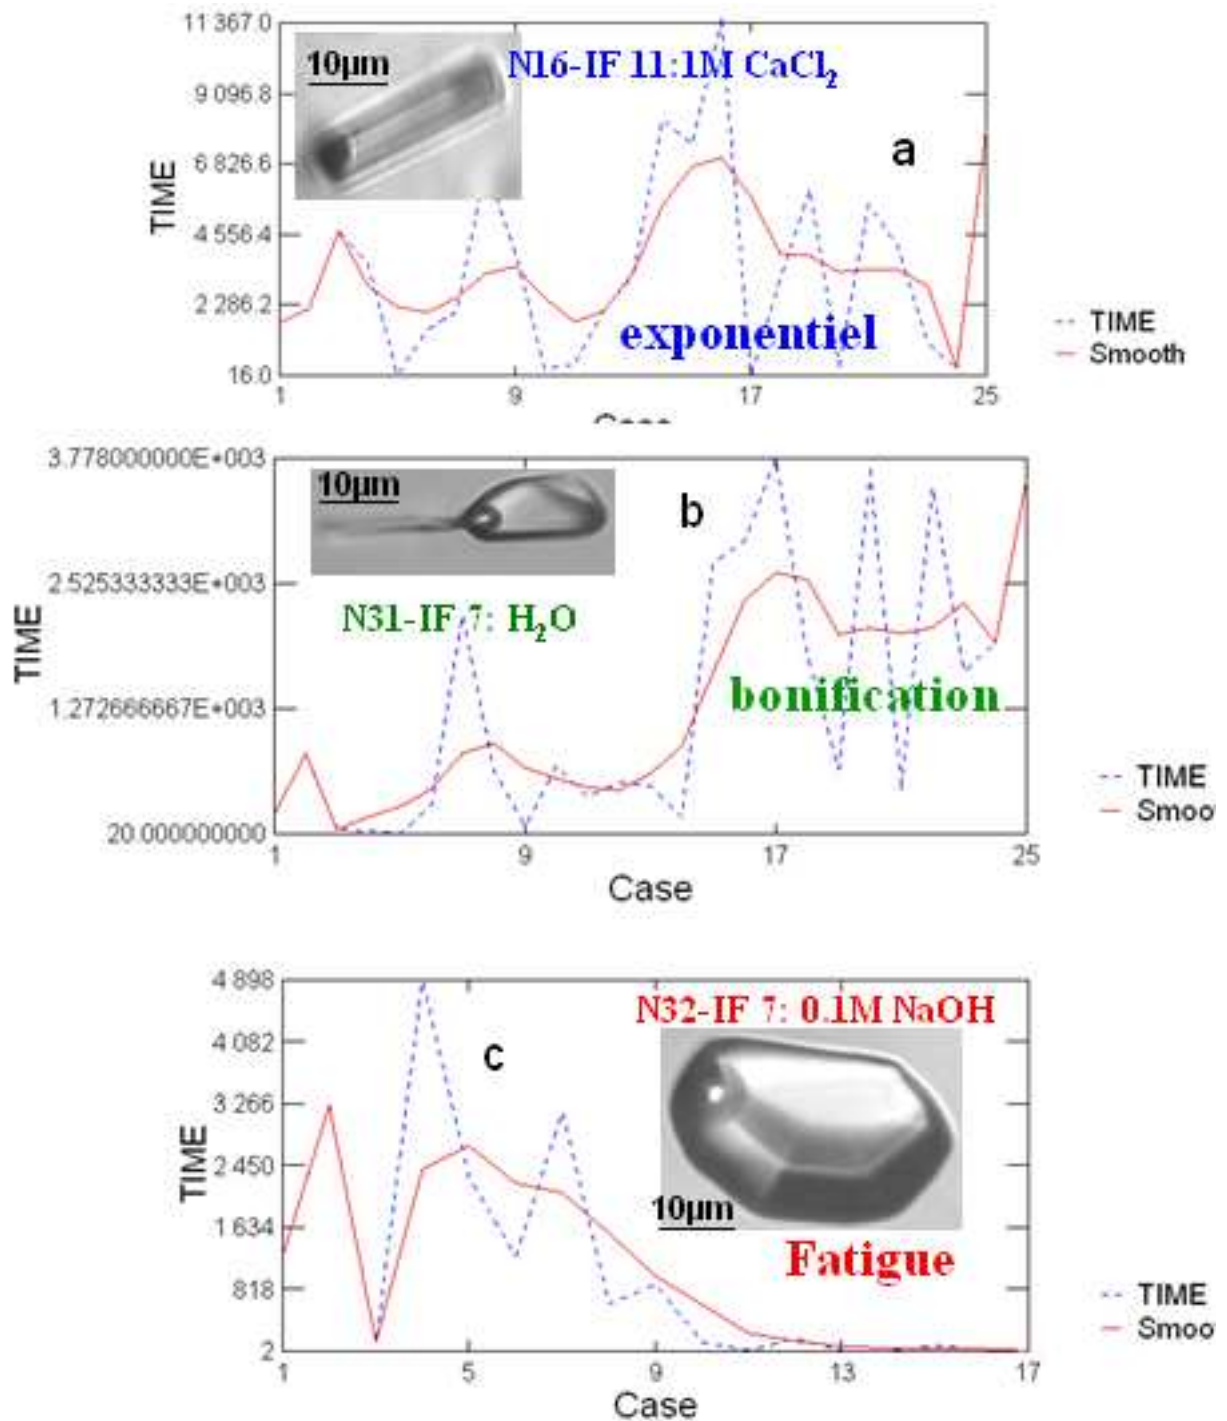 11 367.0
10µm
N16-IF 11:1M CaCl₂
9 096.8
a
6 826.6
TIME
4 556.4
2 286.2
exponentiel
TIME
Smooth
16.0
1 9 17 25
Case
3.778000000E+003
10µm
b
2.525333333E+003
N31-IF 7: H₂O
TIME
bonification
1.272666667E+003
TIME
Smoo
20.000000000
1 9 17 25
Case
4 898
N32-IF 7: 0.1M NaOH
4 082
c
3 266
TIME
2 450
10µm
1 634
Fatigue
818
TIME
Smoo
2
1 5 9 13 17
Case